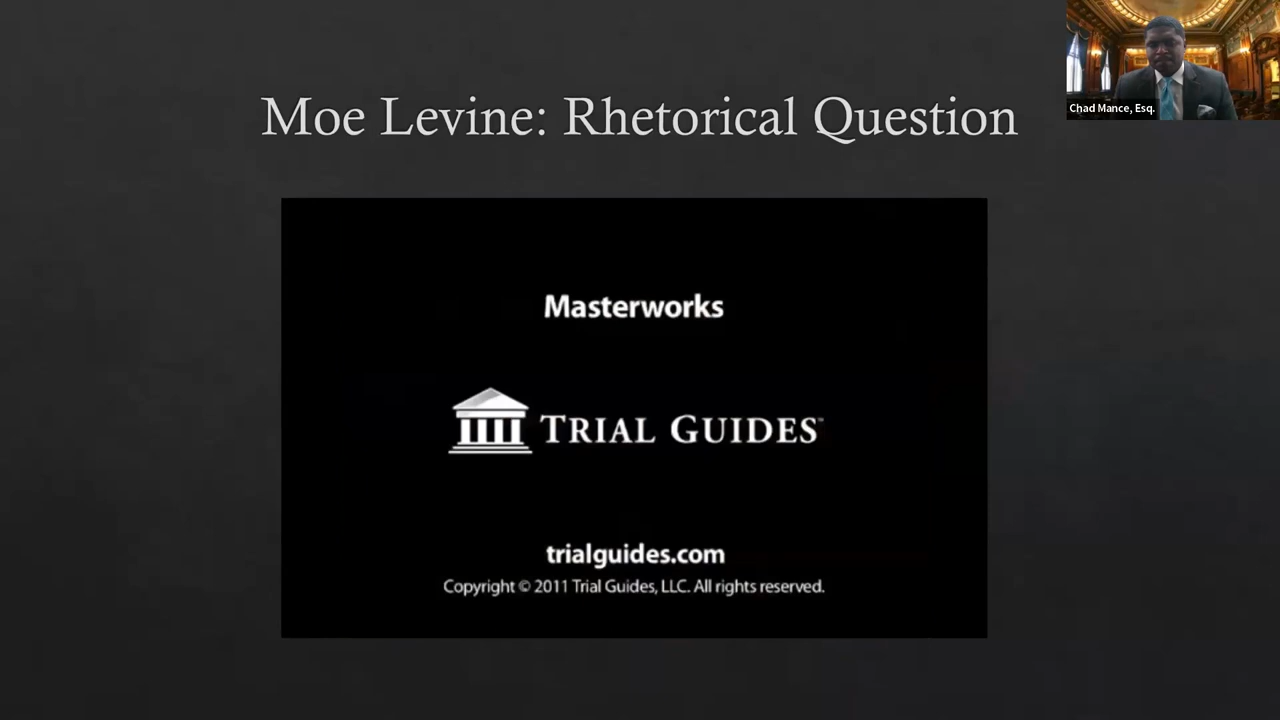 Moe Levine: Rhetorical Question
Chad Mance, Esq.
Masterworks
TRIAL GUIDES™
trialguides.com
Copyright © 2011 Trial Guides, LLC. All rights reserved.